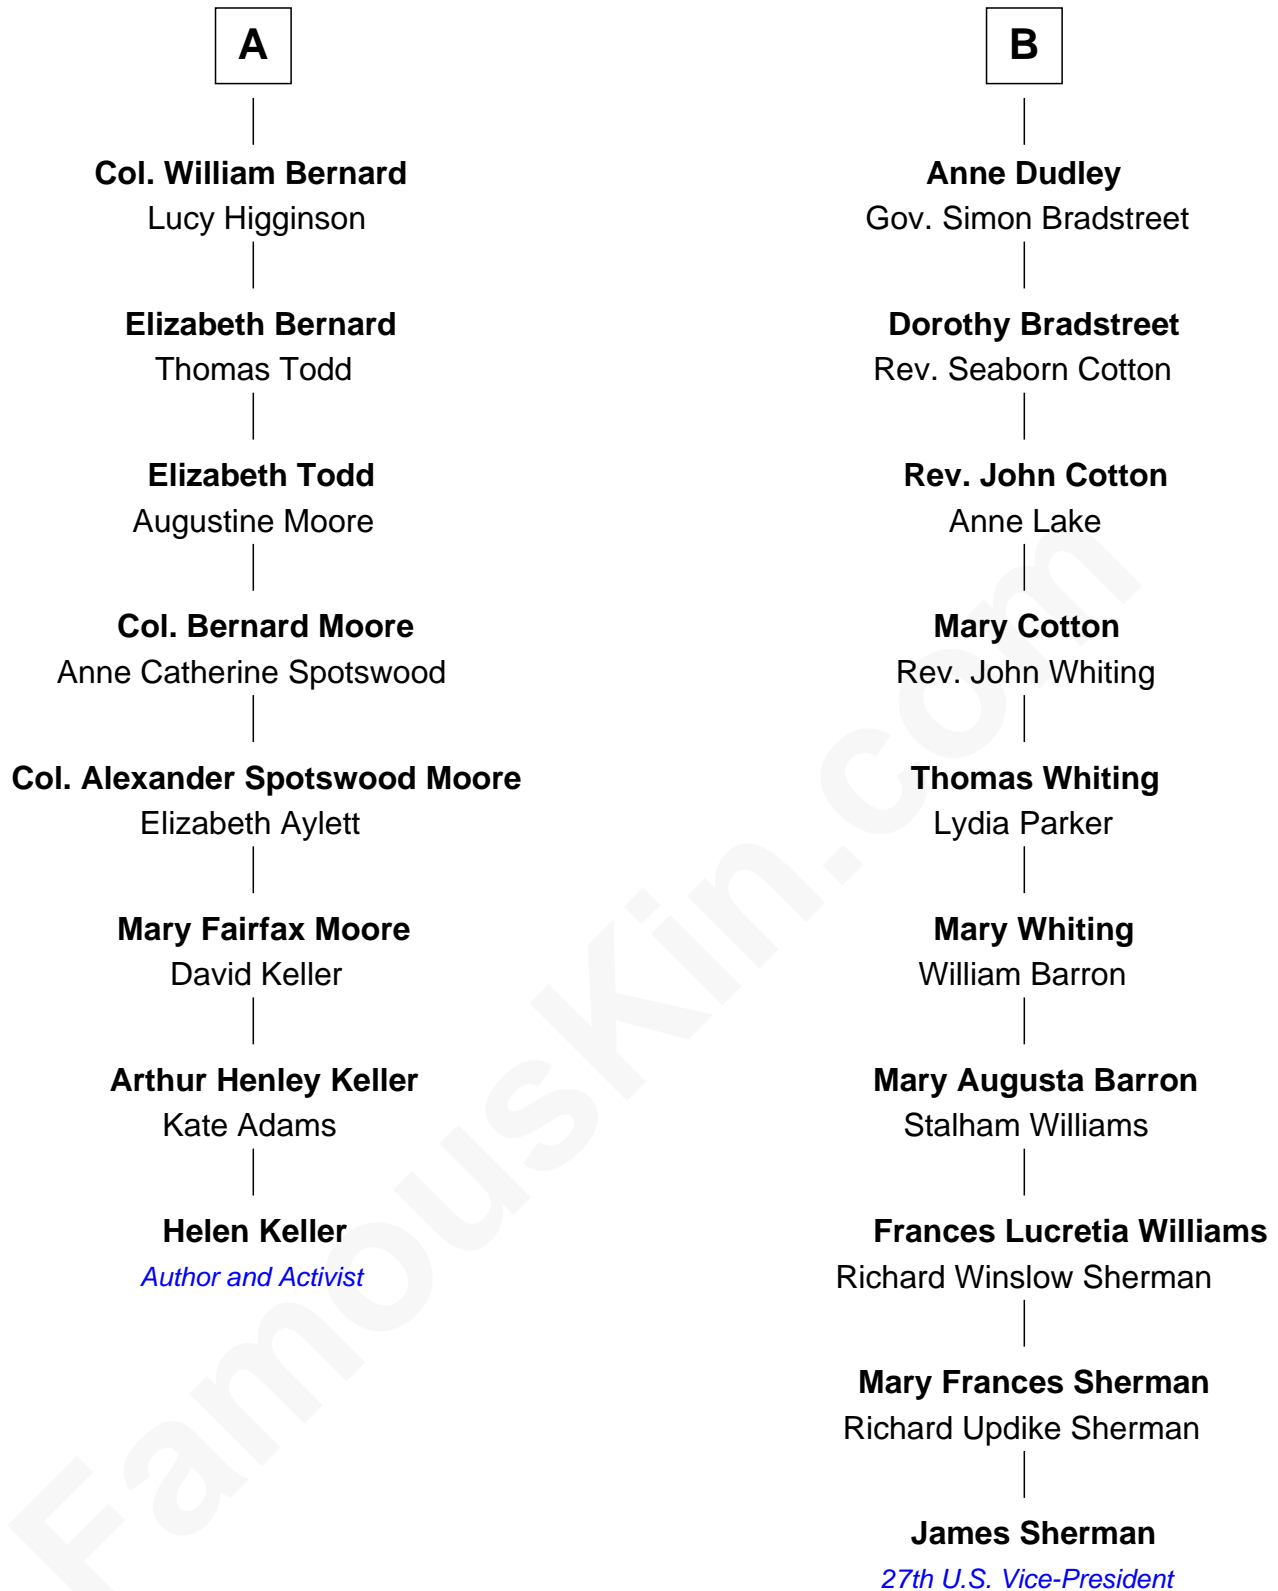 A
Col. William Bernard
Lucy Higginson
Elizabeth Bernard
Thomas Todd
Elizabeth Todd
Augustine Moore
Col. Bernard Moore
Anne Catherine Spotswood
Col. Alexander Spotswood Moore
Elizabeth Aylett
Mary Fairfax Moore
David Keller
Arthur Henley Keller
Kate Adams
Helen Keller
Author and Activist
B
Anne Dudley
Gov. Simon Bradstreet
Dorothy Bradstreet
Rev. Seaborn Cotton
Rev. John Cotton
Anne Lake
Mary Cotton
Rev. John Whiting
Thomas Whiting
Lydia Parker
Mary Whiting
William Barron
Mary Augusta Barron
Stalham Williams
Frances Lucretia Williams
Richard Winslow Sherman
Mary Frances Sherman
Richard Updike Sherman
James Sherman
27th U.S. Vice-President
FamousKin.com